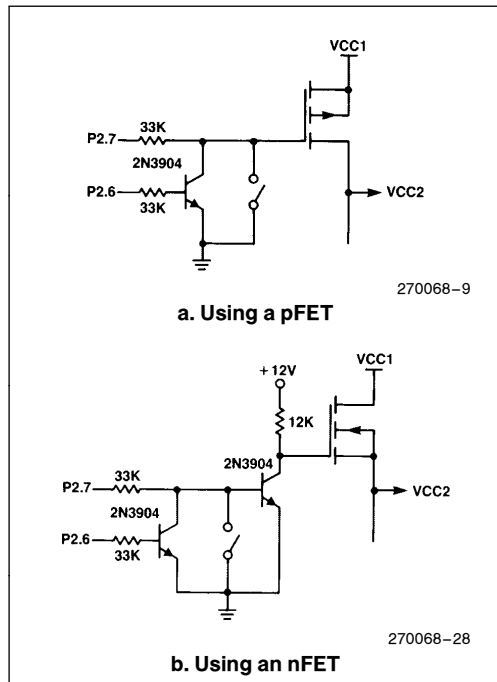 VCC1
33K
P2.7
2N3904
P2.6
33K
VCC2
270068–9
a. Using a pFET
VCC1
+12V
12K
2N3904
33K
P2.7
2N3904
VCC2
P2.6
33K
270068–28
b. Using an nFET